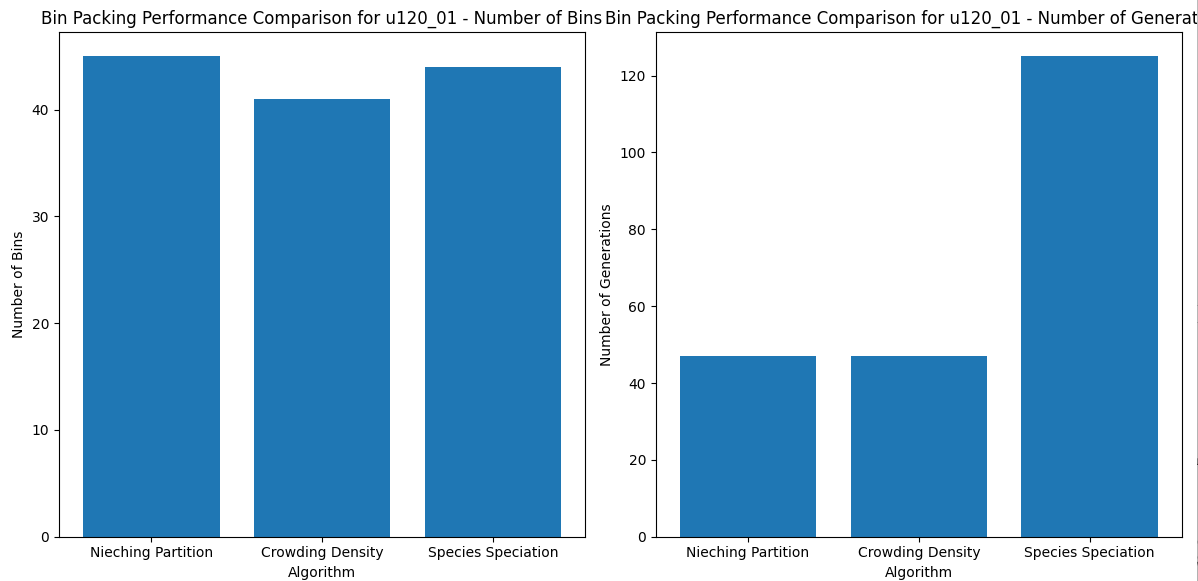 Bin Packing Performance Comparison for u120_01 - Number of Bins
40
30
20
10
0
Number of Bins
Nieching Partition
Crowding Density
Species Speciation
Algorithm
Bin Packing Performance Comparison for u120_01 - Number of Generat
120
100
80
60
40
20
0
Number of Generations
Nieching Partition
Crowding Density
Species Speciation
Algorithm